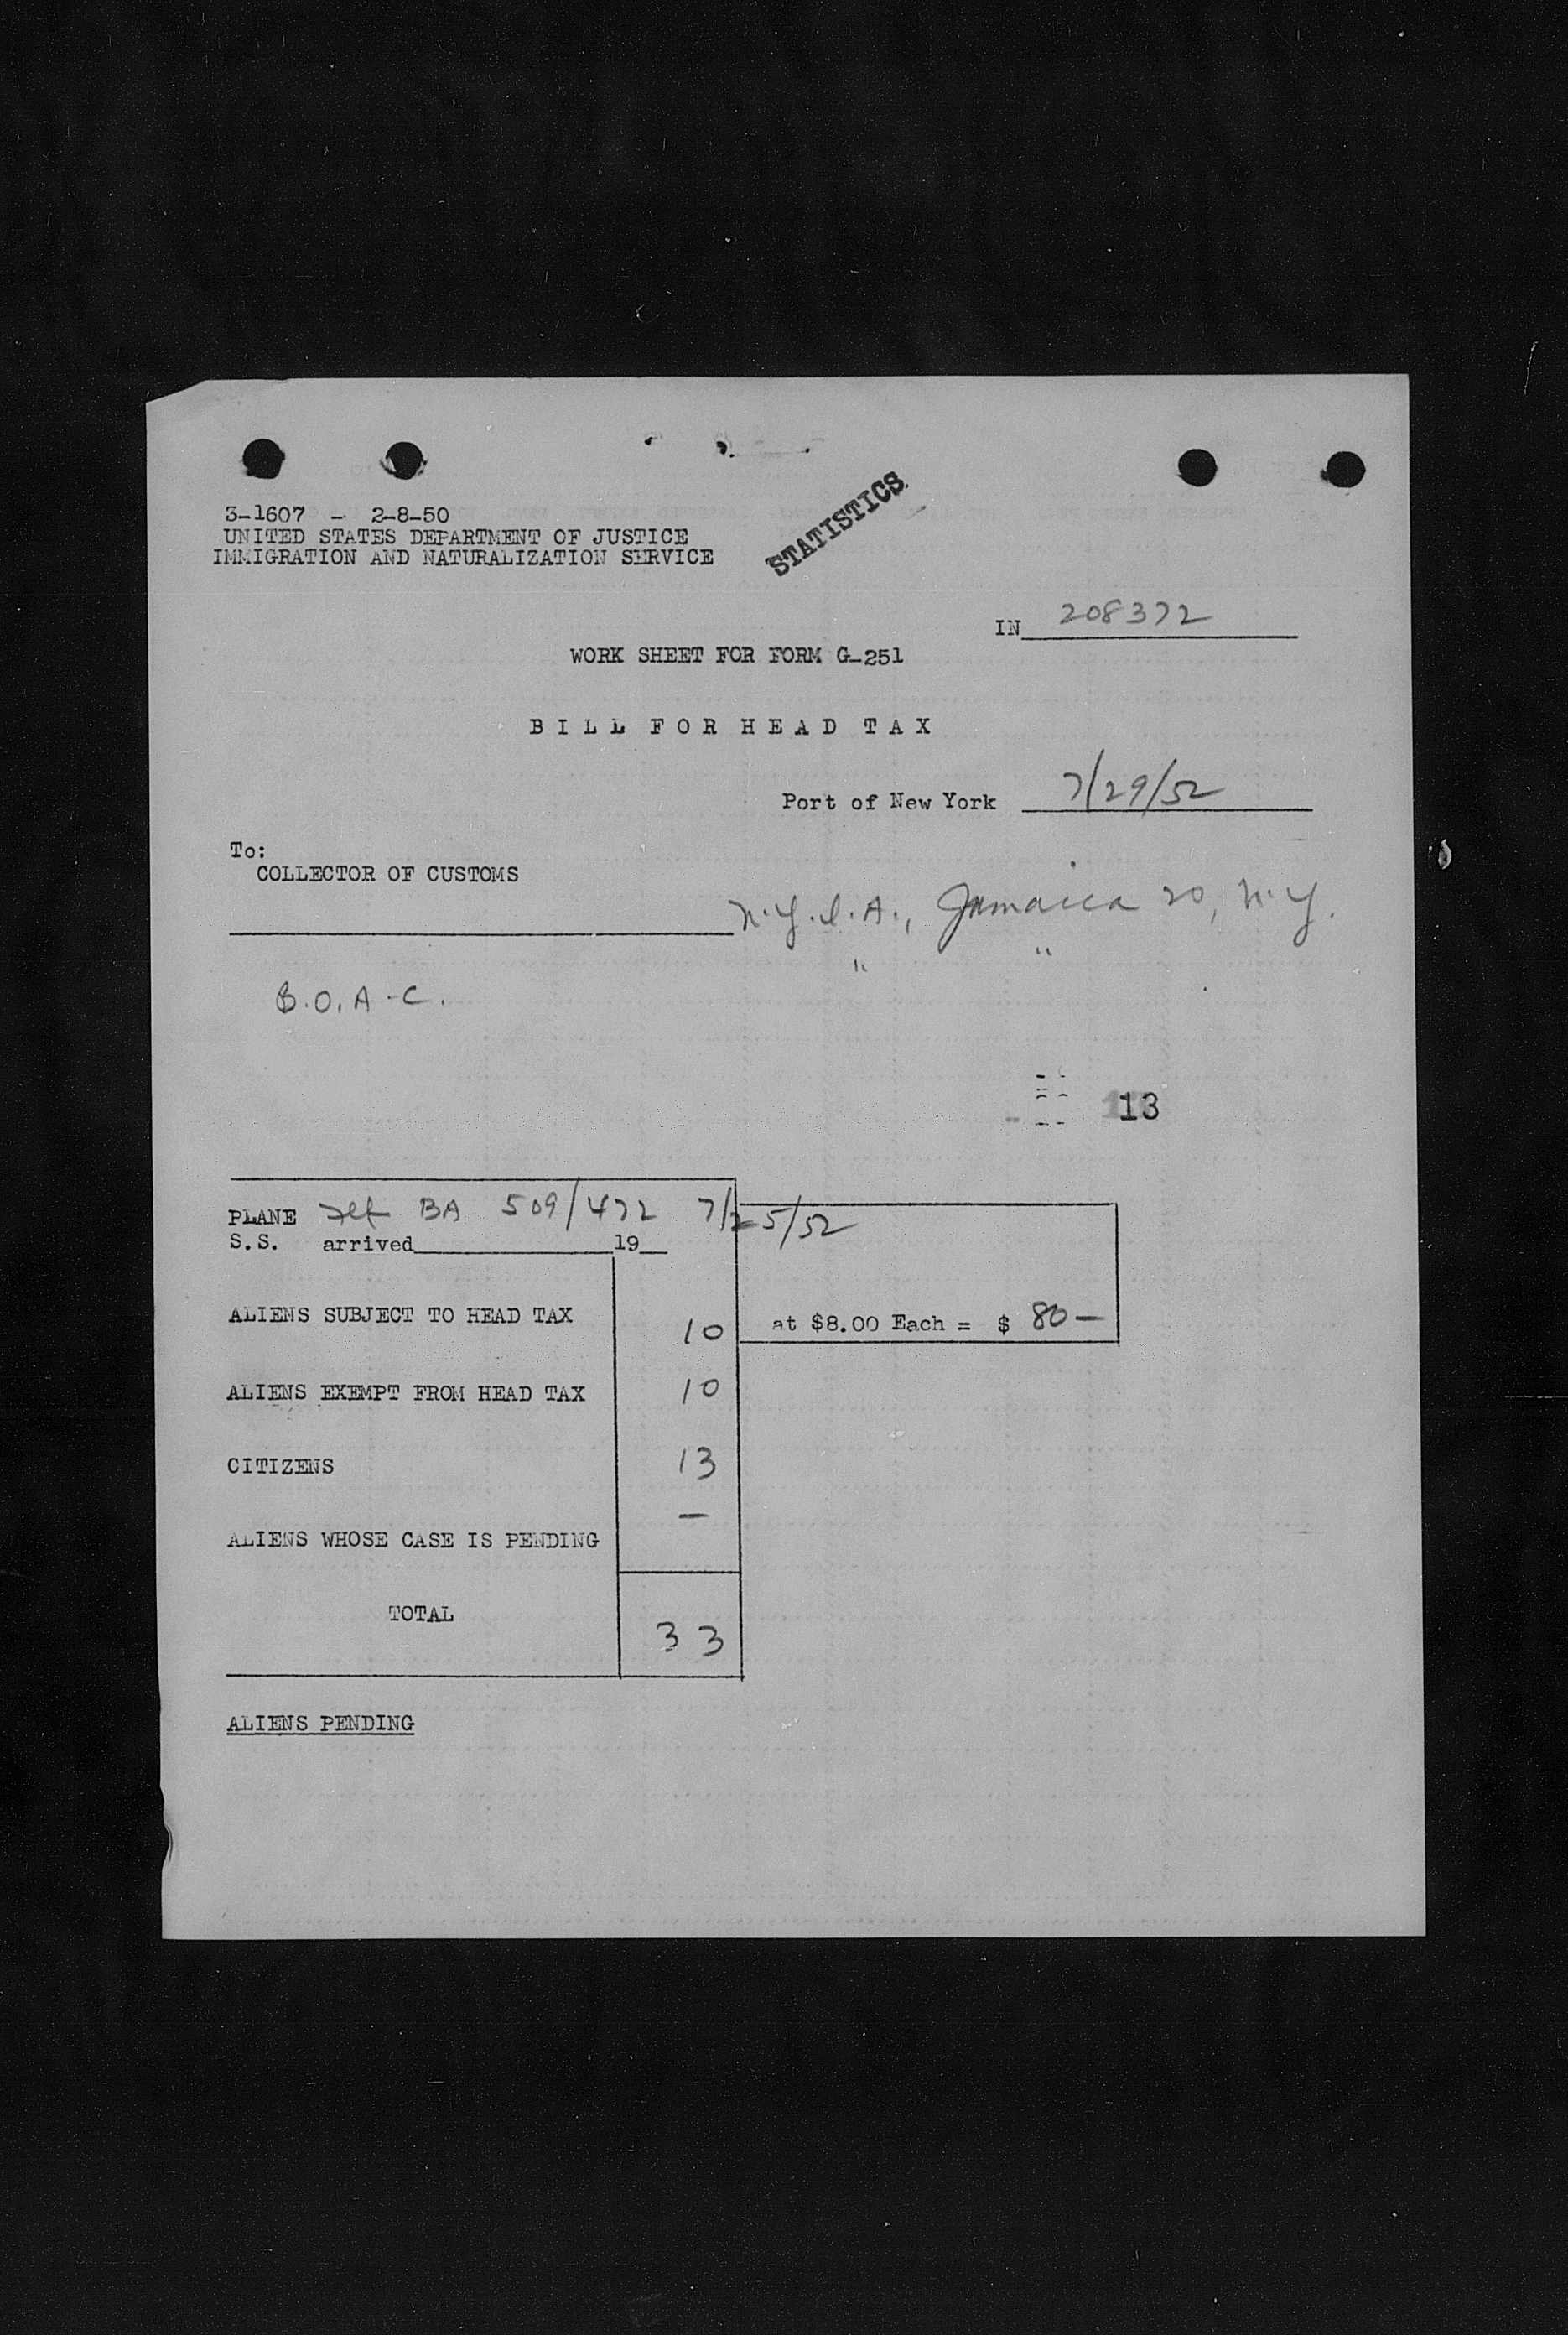 3-1607 - 2-8-50
UNITED STATES DEPARTMENT OF JUSTICE
IMMIGRATION AND NATURALIZATION SERVICE
STATISTICS
IN 208372
WORK SHEET FOR FORM G-251
BILL FOR HEAD TAX
Port of New York 7/29/52
To:
COLLECTOR OF CUSTOMS
N.Y.I.A., Jamaica 20, N.Y.
" "
B.O.A.C.
13
PLANE BA 509/472 7/25/52
S.S. arrived 19
ALIENS SUBJECT TO HEAD TAX 10 at $8.00 Each = $ 80—
ALIENS EXEMPT FROM HEAD TAX 10
CITIZENS 13
ALIENS WHOSE CASE IS PENDING —
TOTAL 33
ALIENS PENDING